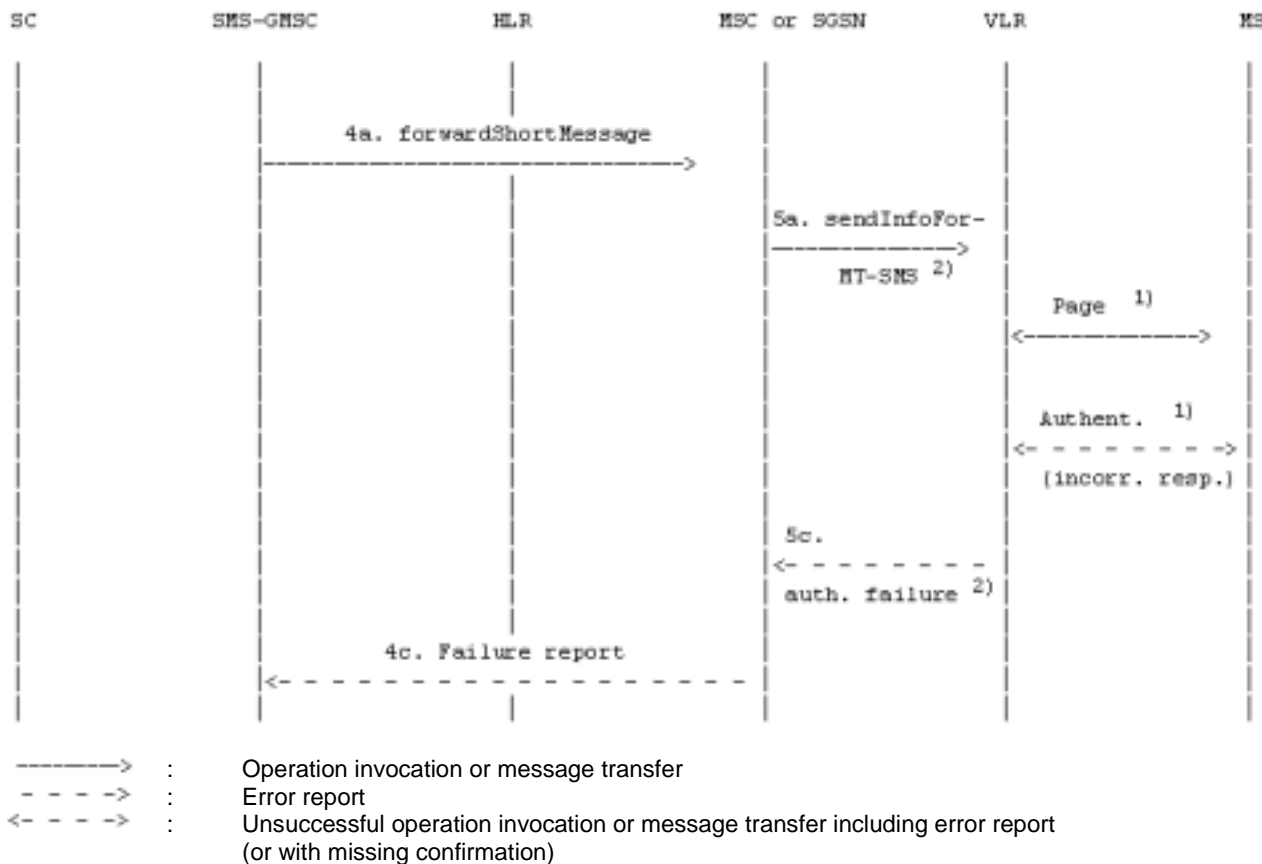 SC SMS-GMSC HLR MSC or SGSN VLR MS
4a. forwardShortMessage
5a. sendInfoFor-
MT-SMS 2)
Page 1)
Authent. 1)
(incorr. resp.)
5c.
auth. failure 2)
4c. Failure report
: Operation invocation or message transfer
: Error report
: Unsuccessful operation invocation or message transfer including error report
(or with missing confirmation)